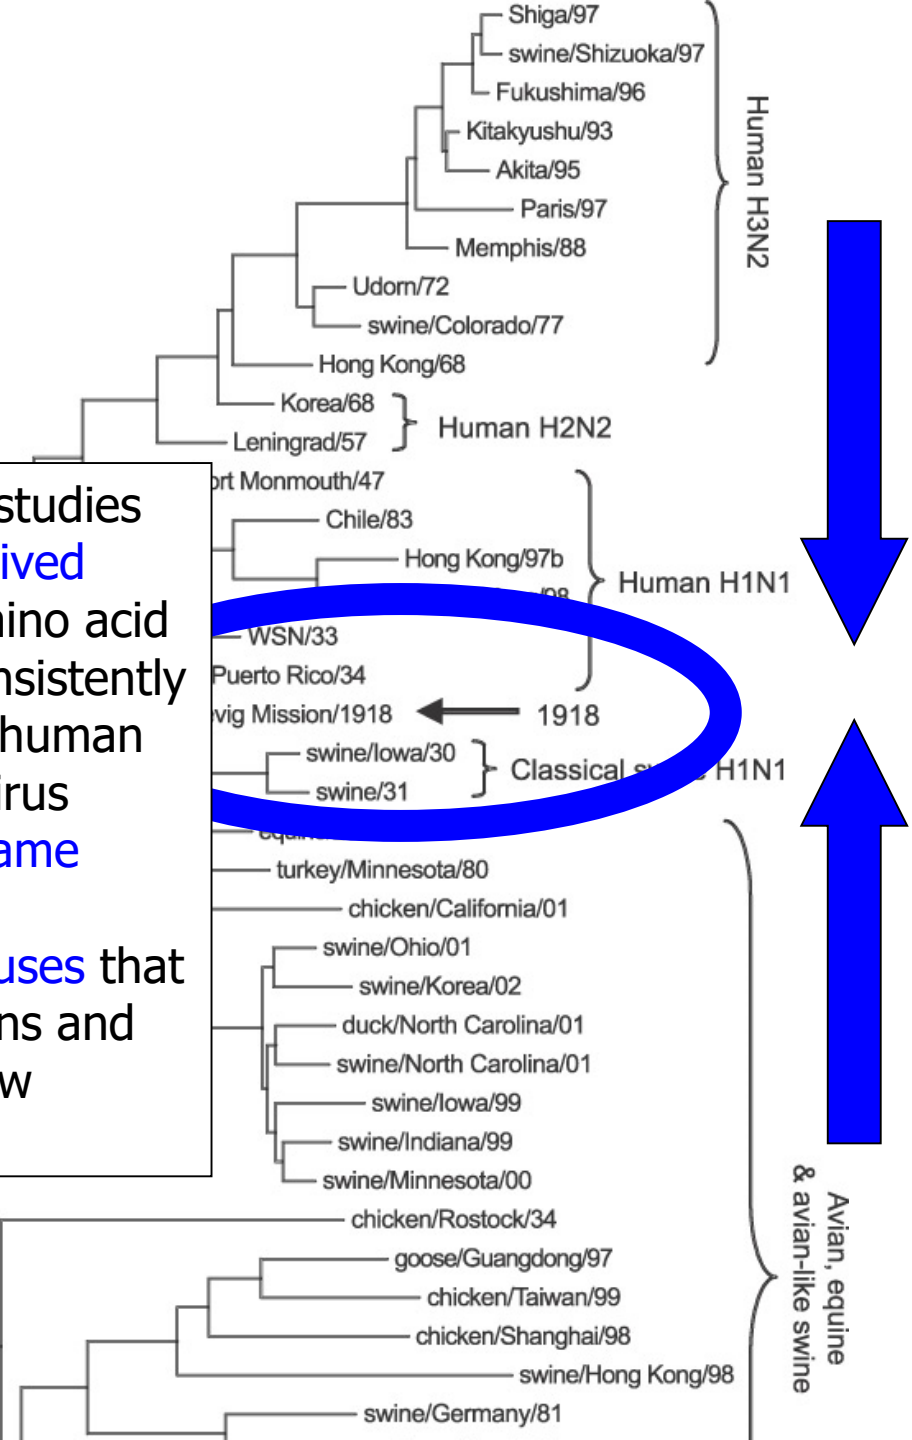 Shiga/97
swine/Shizuoka/97
Fukushima/96
Kitakyushu/93
Akita/95
Paris/97
Memphis/88
Udorn/72
swine/Colorado/77
Hong Kong/68
Human H3N2
Korea/68
Leningrad/57
Human H2N2
ort Monmouth/47
Chile/83
Hong Kong/97b
/98
WSN/33
Puerto Rico/34
Human H1N1
vig Mission/1918
1918
swine/Iowa/30
swine/31
Classical swine H1N1
turkey/Minnesota/80
chicken/California/01
swine/Ohio/01
swine/Korea/02
duck/North Carolina/01
swine/North Carolina/01
swine/Iowa/99
swine/Indiana/99
swine/Minnesota/00
chicken/Rostock/34
goose/Guangdong/97
chicken/Taiwan/99
chicken/Shanghai/98
swine/Hong Kong/98
swine/Germany/81
Avian, equine
& avian-like swine
studies
ived
ino acid
nsistently
human
irus
ame
uses that
ns and
w